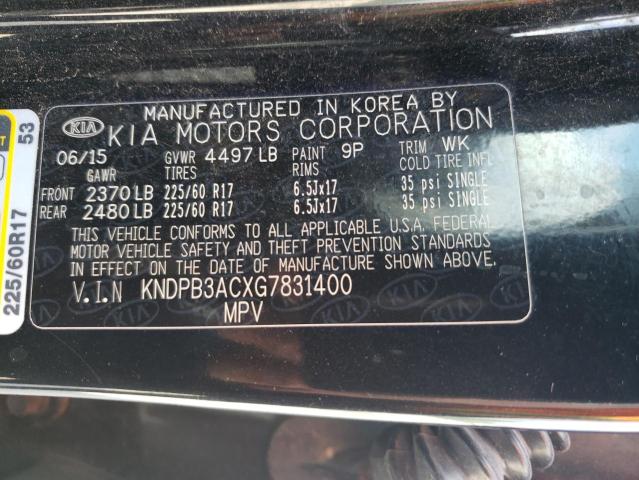 MANUFACTURED IN KOREA BY
KIA KIA MOTORS CORPORATION
06/15 GVWR 4497 LB PAINT 9P TRIM WK
GAWR TIRES RIMS COLD TIRE INFL
FRONT 2370 LB 225/60 R17 6.5Jx17 35 psi SINGLE
REAR 2480 LB 225/60 R17 6.5Jx17 35 psi SINGLE
THIS VEHICLE CONFORMS TO ALL APPLICABLE U.S.A. FEDERAL
MOTOR VEHICLE SAFETY AND THEFT PREVENTION STANDARDS
IN EFFECT ON THE DATE OF MANUFACTURE SHOWN ABOVE.
V.I.N KNDPB3ACXG7831400
MPV
53
225/60R17